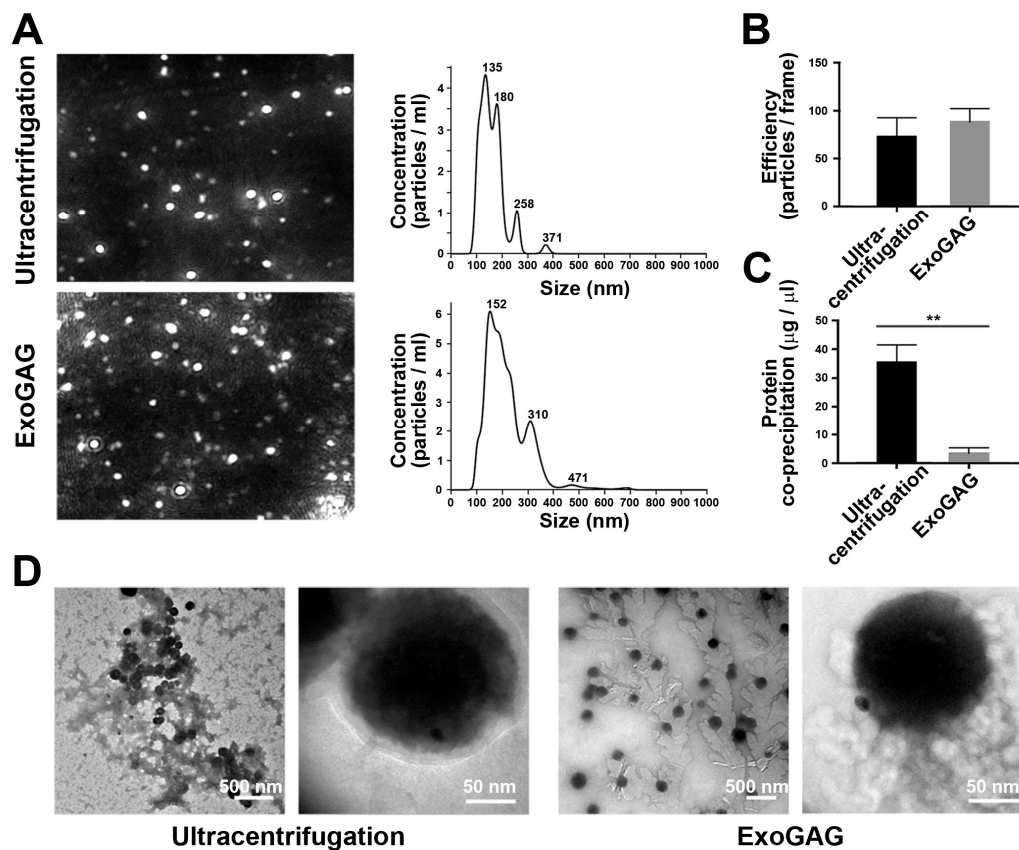 A
Ultracentrifugation
Concentration
(particles / ml)
4
3
2
1
0
135
180
258
371
0 100 200 300 400 500 600 700 800 900 1000
Size (nm)
ExoGAG
Concentration
(particles / ml)
6
5
4
3
2
1
0
152
310
471
0 100 200 300 400 500 600 700 800 900 1000
Size (nm)
B
Efficiency
(particles / frame)
150
100
50
0
Ultra-
centrifugation
ExoGAG
C
Protein
co-precipitation (µg / µl)
50
40
30
20
10
0
**
Ultra-
centrifugation
ExoGAG
D
500 nm
50 nm
500 nm
50 nm
Ultracentrifugation
ExoGAG